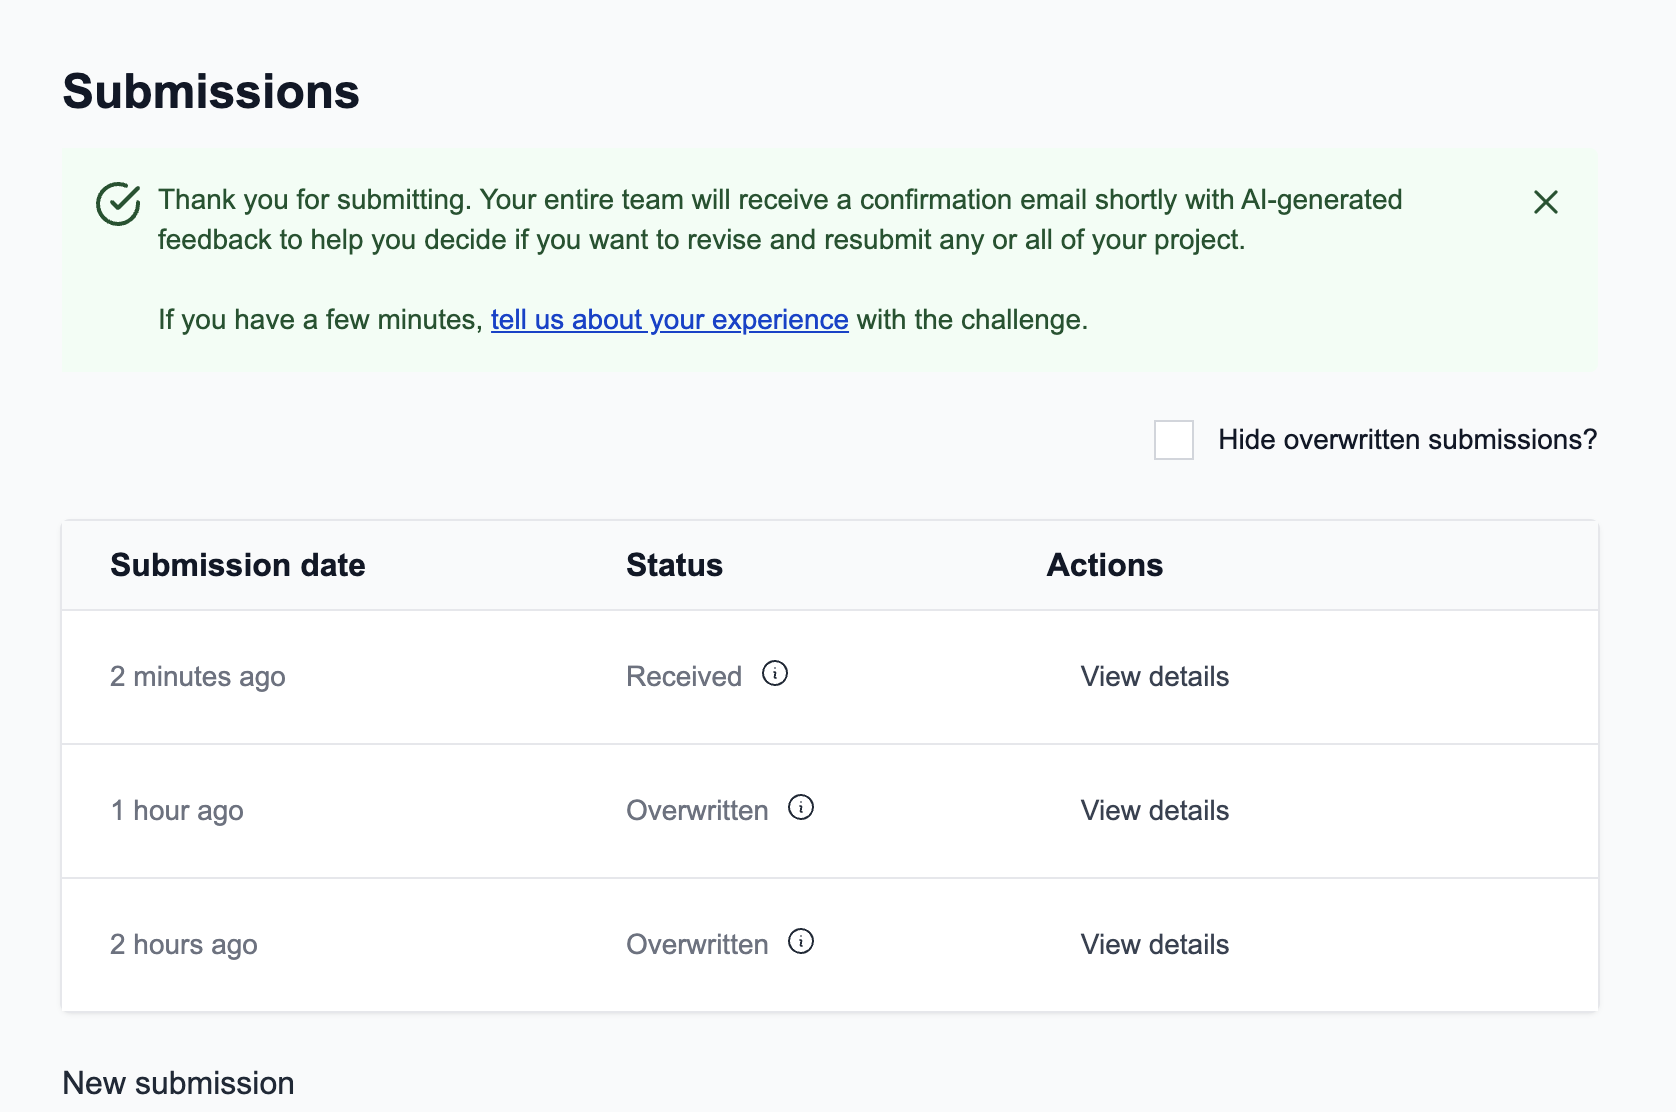 Submissions
Thank you for submitting. Your entire team will receive a confirmation email shortly with AI-generated
feedback to help you decide if you want to revise and resubmit any or all of your project.
If you have a few minutes, tell us about your experience with the challenge.
Hide overwritten submissions?
Submission date Status Actions
2 minutes ago Received View details
1 hour ago Overwritten View details
2 hours ago Overwritten View details
New submission